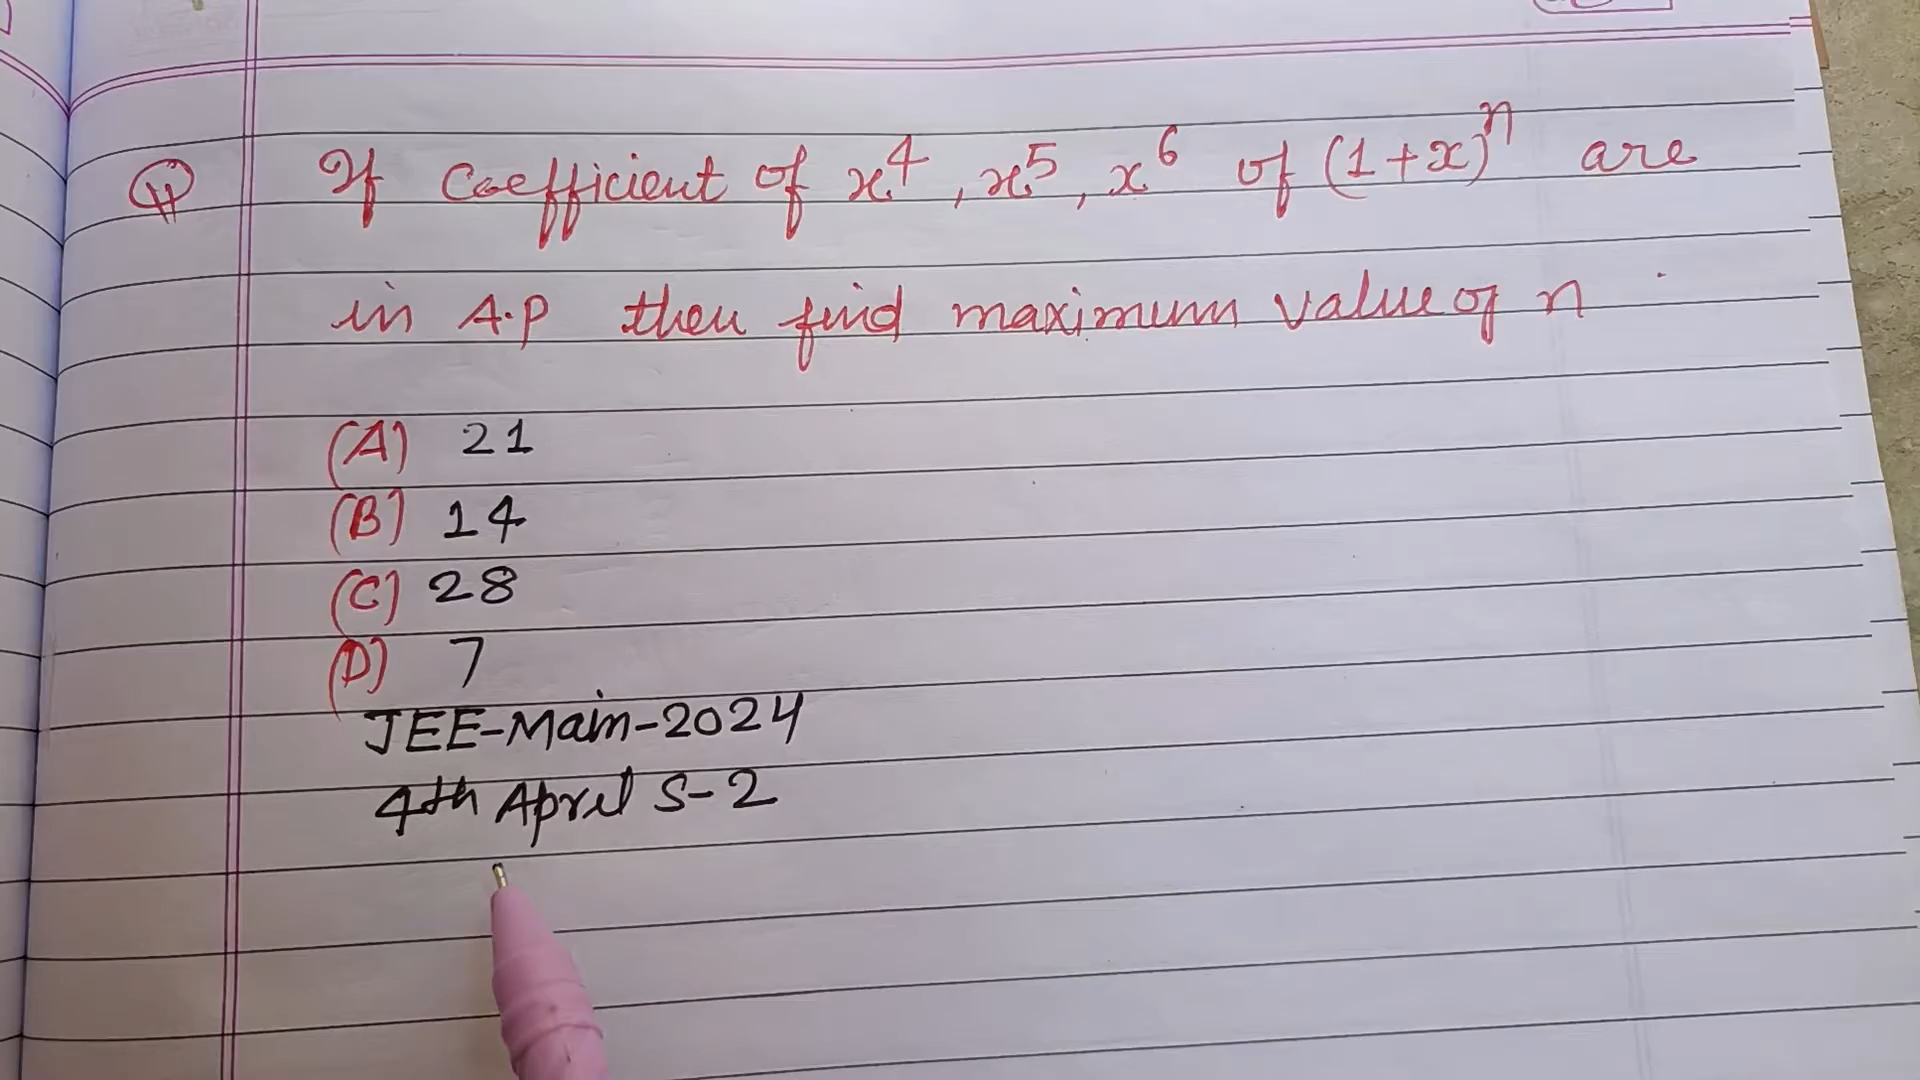 Q If Coefficient of x⁴, x⁵, x⁶ of (1+x)ⁿ are
in A.P then find maximum value of n
(A) 21
(B) 14
(C) 28
(D) 7
JEE-Main-2024
4th April S-2